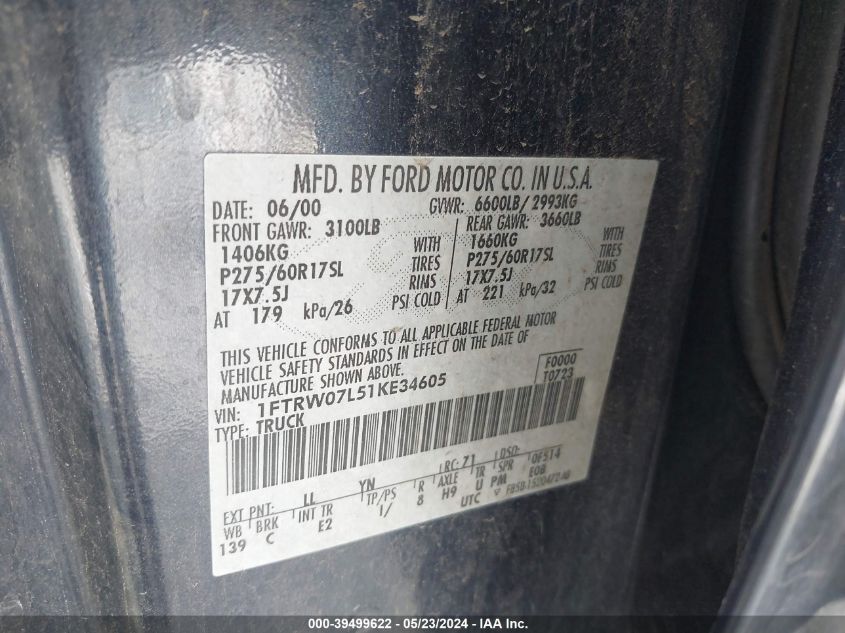 MFD. BY FORD MOTOR CO. IN U.S.A.
DATE: 06/00 GVWR: 6600LB/ 2993KG
FRONT GAWR: 3100LB REAR GAWR: 3660LB
1406KG WITH 1660KG WITH
P275/60R17SL TIRES P275/60R17SL TIRES
17X7.5J RIMS 17X7.5J RIMS
AT 179 kPa/26 PSI COLD AT 221 kPa/32 PSI COLD
THIS VEHICLE CONFORMS TO ALL APPLICABLE FEDERAL MOTOR
VEHICLE SAFETY STANDARDS IN EFFECT ON THE DATE OF
MANUFACTURE SHOWN ABOVE.
F0000
T0723
VIN: 1FTRW07L51KE34605
TYPE: TRUCK
EXT PNT: LL YN RC: 71 DSO:
WB BRK INT TR TP/PS R AXLE TR SPR 0F514
139 C E2 I/ 8 H9 U PM E08
UTC
000-39499622 - 05/23/2024 - IAA Inc.